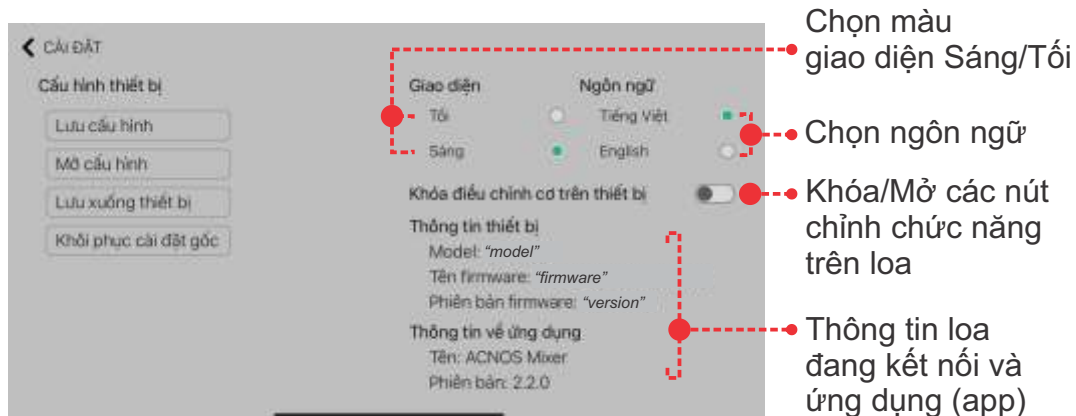 CÀI ĐẶT
Cấu hình thiết bị
Lưu cấu hình
Mở cấu hình
Lưu xuống thiết bị
Khôi phục cài đặt gốc
Giao diện
Tối
Sáng
Ngôn ngữ
Tiếng Việt
English
Khóa điều chỉnh cơ trên thiết bị
Thông tin thiết bị
Model: “model”
Tên firmware: “firmware”
Phiên bản firmware: “version”
Thông tin về ứng dụng
Tên: ACNOS Mixer
Phiên bản: 2.2.0
Chọn màu
giao diện Sáng/Tối
Chọn ngôn ngữ
Khóa/Mở các nút
chỉnh chức năng
trên loa
Thông tin loa
đang kết nối và
ứng dụng (app)